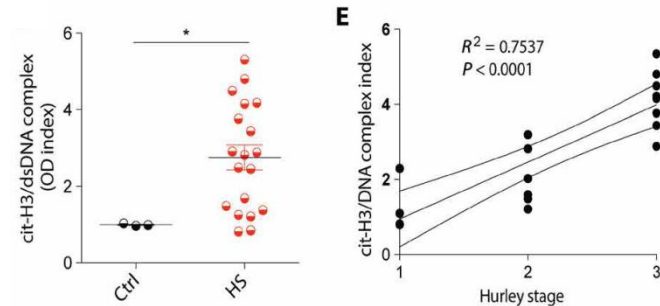 *
cit-H3/dsDNA complex
(OD index)
6
4
2
0
Ctrl
HS
E
R² = 0.7537
P < 0.0001
cit-H3/DNA complex index
6
4
2
0
1
2
3
Hurley stage